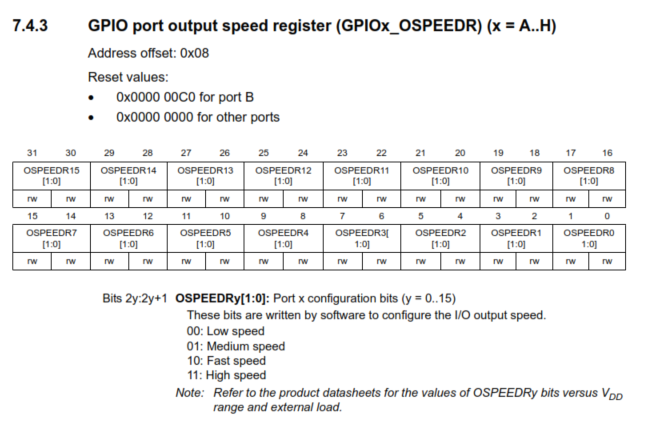 7.4.3 GPIO port output speed register (GPIOx_OSPEEDR) (x = A..H)
Address offset: 0x08
Reset values:
• 0x0000 00C0 for port B
• 0x0000 0000 for other ports
31 30 29 28 27 26 25 24 23 22 21 20 19 18 17 16
OSPEEDR15 OSPEEDR14 OSPEEDR13 OSPEEDR12 OSPEEDR11 OSPEEDR10 OSPEEDR9 OSPEEDR8
[1:0] [1:0] [1:0] [1:0] [1:0] [1:0] [1:0] [1:0]
rw rw rw rw rw rw rw rw rw rw rw rw rw rw rw rw
15 14 13 12 11 10 9 8 7 6 5 4 3 2 1 0
OSPEEDR7 OSPEEDR6 OSPEEDR5 OSPEEDR4 OSPEEDR3[ OSPEEDR2 OSPEEDR1 OSPEEDR0
[1:0] [1:0] [1:0] [1:0] 1:0] [1:0] [1:0] 1:0]
rw rw rw rw rw rw rw rw rw rw rw rw rw rw rw rw
Bits 2y:2y+1 OSPEEDRy[1:0]: Port x configuration bits (y = 0..15)
These bits are written by software to configure the I/O output speed.
00: Low speed
01: Medium speed
10: Fast speed
11: High speed
Note: Refer to the product datasheets for the values of OSPEEDRy bits versus VDD
range and external load.